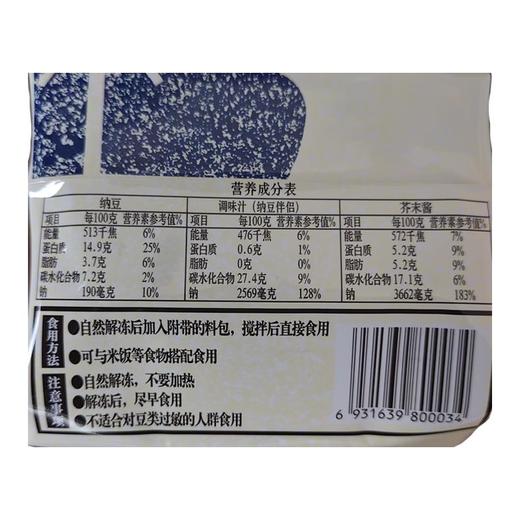 营养成分表
纳豆 调味汁（纳豆伴侣） 芥末酱
项目 每100克 营养素参考值% 项目 每100克 营养素参考值% 项目 每100克 营养素参考值%
能量 513千焦 6% 能量 476千焦 6% 能量 572千焦 7%
蛋白质 14.9克 25% 蛋白质 0.6克 1% 蛋白质 5.2克 9%
脂肪 3.7克 6% 脂肪 0克 0% 脂肪 5.2克 9%
碳水化合物 7.2克 2% 碳水化合物 27.4克 9% 碳水化合物 17.1克 6%
钠 190毫克 10% 钠 2569毫克 128% 钠 3662毫克 183%
食用方法
●自然解冻后加入附带的料包，搅拌后直接食用
●可与米饭等食物搭配食用
注意事
●自然解冻，不要加热
●解冻后，尽早食用
●不适合对豆类过敏的人群食用
6 931639 800034